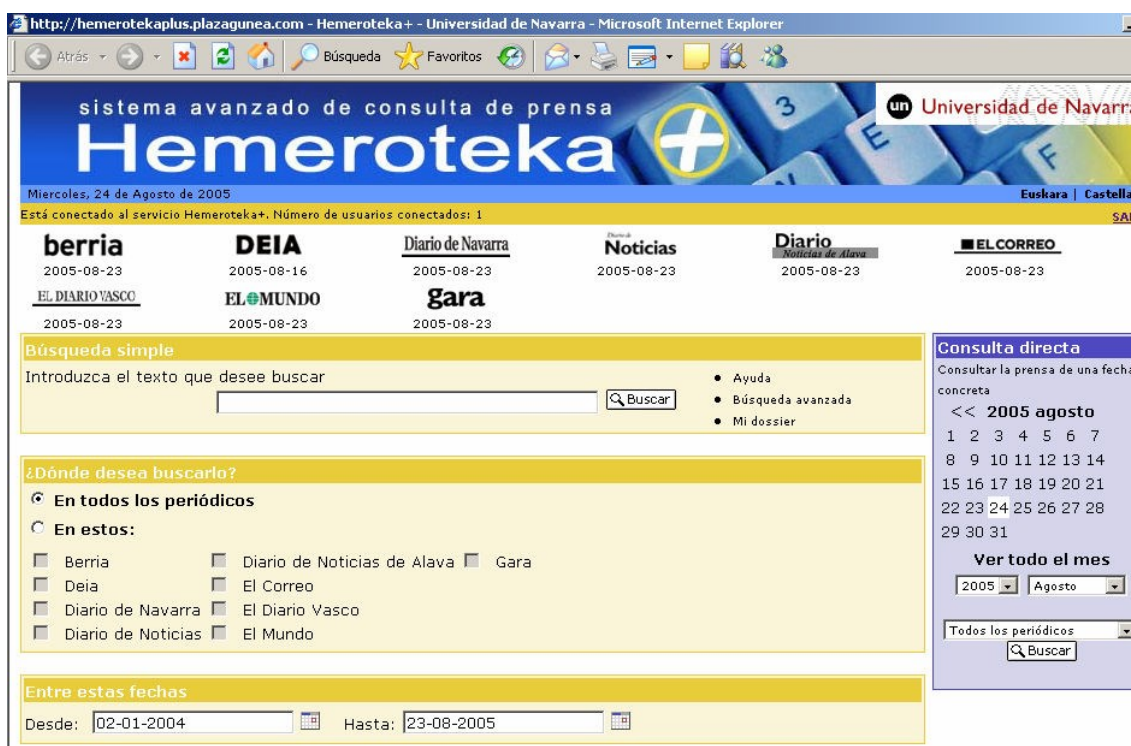 http://hemerotekaplus.plazagunea.com - Hemeroteka+ - Universidad de Navarra - Microsoft Internet Explorer
Atrás Búsqueda Favoritos
sistema avanzado de consulta de prensa
Hemeroteka +
3 E F
un Universidad de Navarra
Miercoles, 24 de Agosto de 2005 Euskara | Castella
Está conectado al servicio Hemeroteka+. Número de usuarios conectados: 1
berria DEIA Diario de Navarra Diario de Noticias Diario Noticias de Alava EL CORREO
2005-08-23 2005-08-16 2005-08-23 2005-08-23 2005-08-23 2005-08-23
EL DIARIO VASCO EL MUNDO gara
2005-08-23 2005-08-23 2005-08-23
Búsqueda simple
Introduzca el texto que desee buscar
Buscar
• Ayuda
• Búsqueda avanzada
• Mi dossier
¿Dónde desea buscarlo?
En todos los periódicos
En estos:
Berria Diario de Noticias de Alava Gara
Deia El Correo
Diario de Navarra El Diario Vasco
Diario de Noticias El Mundo
Entre estas fechas
Desde: 02-01-2004 Hasta: 23-08-2005
Consulta directa
Consultar la prensa de una fecha
concreta
<< 2005 agosto
1 2 3 4 5 6 7
8 9 10 11 12 13 14
15 16 17 18 19 20 21
22 23 24 25 26 27 28
29 30 31
Ver todo el mes
2005 Agosto
Todos los periódicos
Buscar